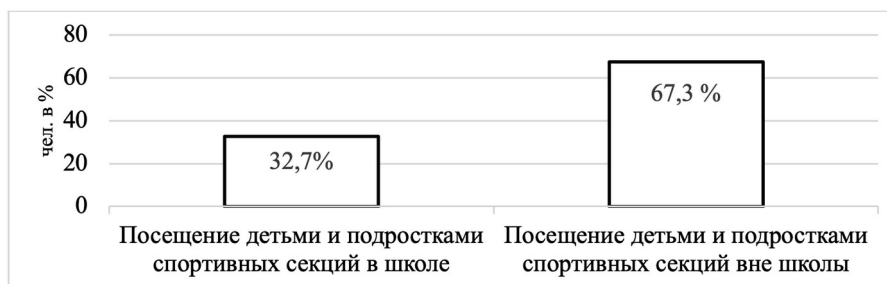 чел. в %
80
60
40
20
0
32,7%
67,3 %
Посещение детьми и подростками
спортивных секций в школе
Посещение детьми и подростками
спортивных секций вне школы